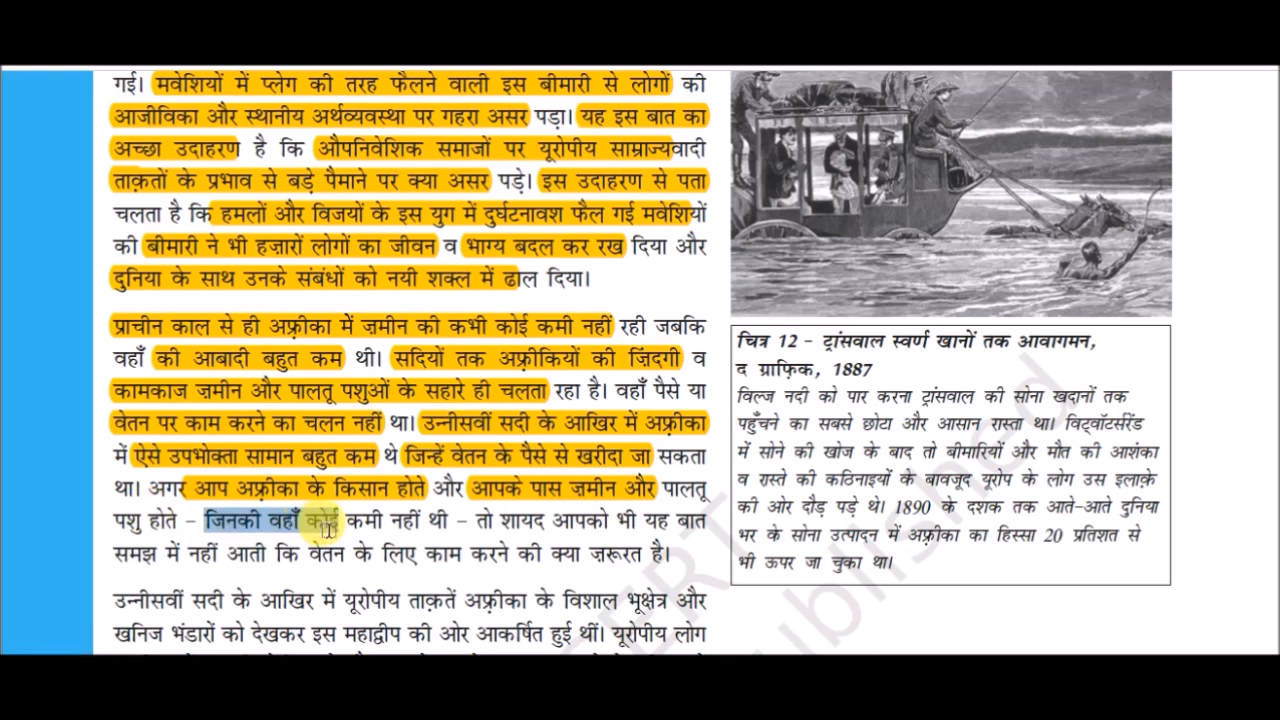 गई। मवेशियों में प्लेग की तरह फैलने वाली इस बीमारी से लोगों की
आजीविका और स्थानीय अर्थव्यवस्था पर गहरा असर पड़ा। यह इस बात का
अच्छा उदाहरण है कि औपनिवेशिक समाजों पर यूरोपीय साम्राज्यवादी
ताक़तों के प्रभाव से बड़े पैमाने पर क्या असर पड़े। इस उदाहरण से पता
चलता है कि हमलों और विजयों के इस युग में दुर्घटनावश फैल गई मवेशियों
की बीमारी ने भी हज़ारों लोगों का जीवन व भाग्य बदल कर रख दिया और
दुनिया के साथ उनके संबंधों को नयी शक्ल में ढाल दिया।
प्राचीन काल से ही अफ़्रीका में ज़मीन की कभी कोई कमी नहीं रही जबकि
वहाँ की आबादी बहुत कम थी। सदियों तक अफ़्रीकियों की ज़िंदगी व
कामकाज ज़मीन और पालतू पशुओं के सहारे ही चलता रहा है। वहाँ पैसे या
वेतन पर काम करने का चलन नहीं था। उन्नीसवीं सदी के आखिर में अफ़्रीका
में ऐसे उपभोक्ता सामान बहुत कम थे जिन्हें वेतन के पैसे से खरीदा जा सकता
था। अगर आप अफ़्रीका के किसान होते और आपके पास ज़मीन और पालतू
पशु होते – जिनकी वहाँ कोई कमी नहीं थी – तो शायद आपको भी यह बात
समझ में नहीं आती कि वेतन के लिए काम करने की क्या ज़रूरत है।
उन्नीसवीं सदी के आखिर में यूरोपीय ताक़तें अफ़्रीका के विशाल भूक्षेत्र और
खनिज भंडारों को देखकर इस महाद्वीप की ओर आकर्षित हुई थीं। यूरोपीय लोग
चित्र 12 – ट्रांसवाल स्वर्ण खानों तक आवागमन,
द ग्राफ़िक, 1887
विल्ज नदी को पार करना ट्रांसवाल की सोना खदानों तक
पहुँचने का सबसे छोटा और आसान रास्ता था। विट्वॉटर्सरैंड
में सोने की खोज के बाद तो बीमारियों और मौत की आशंका
व रास्ते की कठिनाइयों के बावजूद यूरोप के लोग उस इलाक़े
की ओर दौड़ पड़े थे। 1890 के दशक तक आते-आते दुनिया
भर के सोना उत्पादन में अफ़्रीका का हिस्सा 20 प्रतिशत से
भी ऊपर जा चुका था।